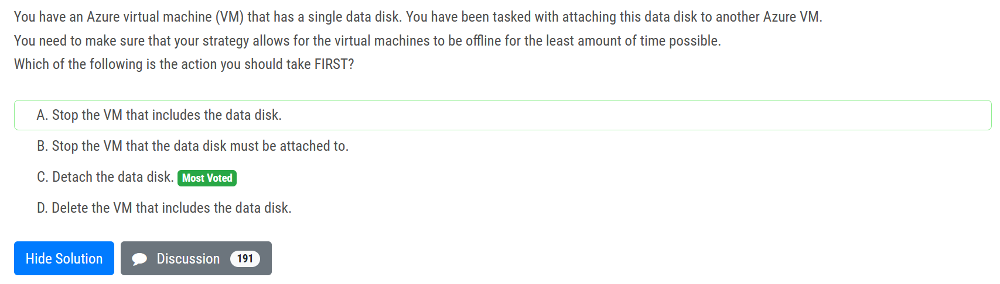 You have an Azure virtual machine (VM) that has a single data disk. You have been tasked with attaching this data disk to another Azure VM.
You need to make sure that your strategy allows for the virtual machines to be offline for the least amount of time possible.
Which of the following is the action you should take FIRST?
A. Stop the VM that includes the data disk.
B. Stop the VM that the data disk must be attached to.
C. Detach the data disk. Most Voted
D. Delete the VM that includes the data disk.
Hide Solution Discussion 191